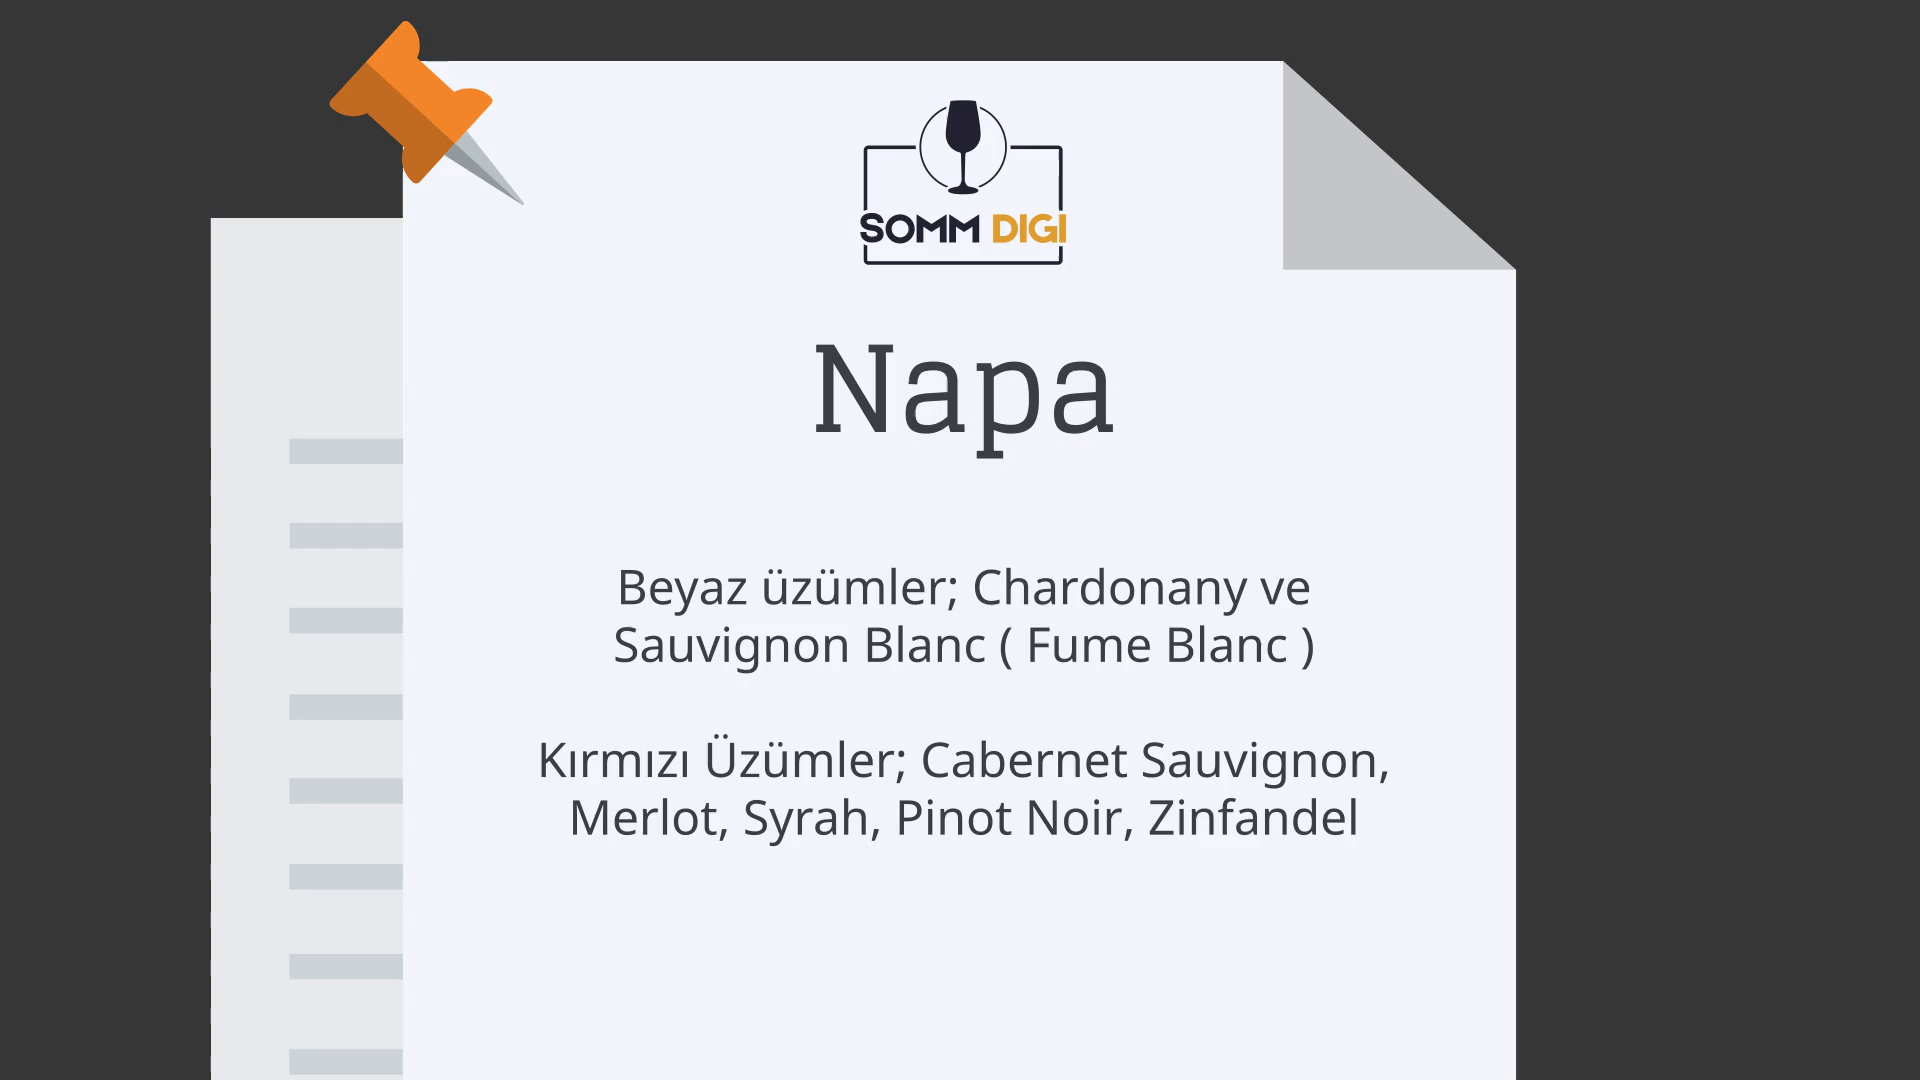 SOMM DIGI
Napa
Beyaz üzümler; Chardonany ve
Sauvignon Blanc ( Fume Blanc )
Kırmızı Üzümler; Cabernet Sauvignon,
Merlot, Syrah, Pinot Noir, Zinfandel